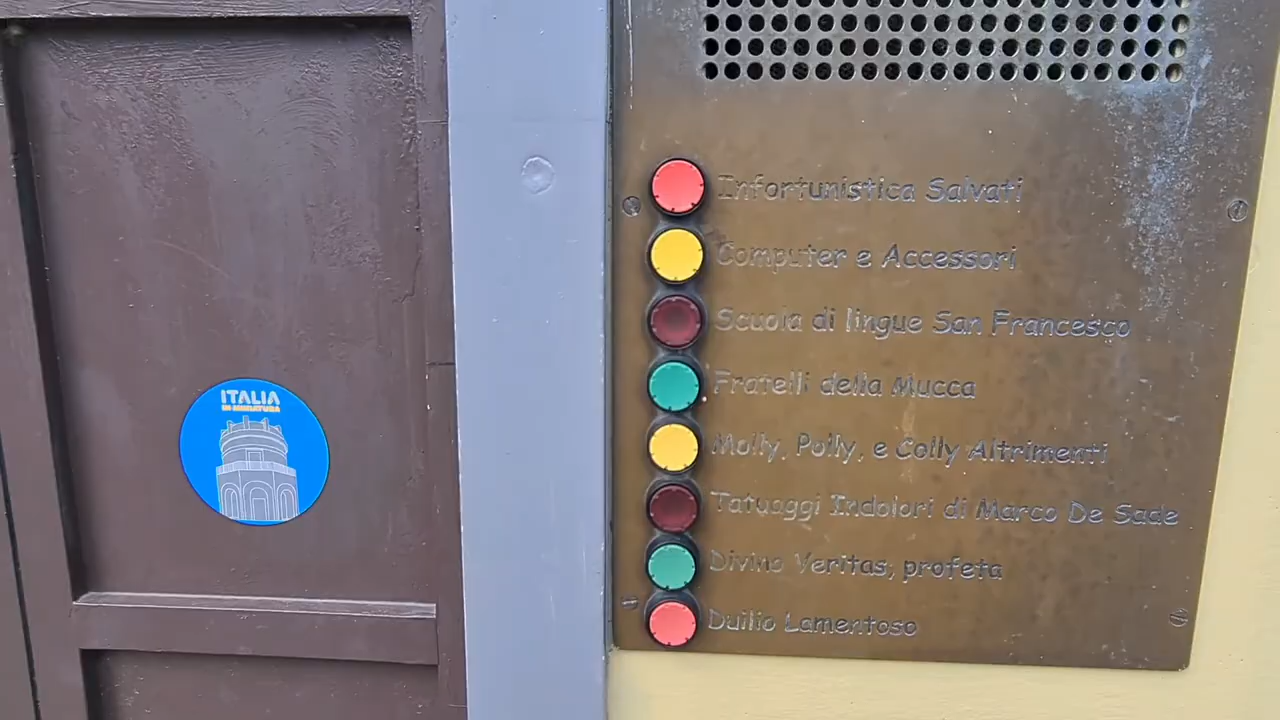 ITALIA
IN MINIATURA
Infortunistica Salvati
Computer e Accessori
Scuola di lingue San Francesco
Fratelli della Mucca
Molly, Polly, e Colly Altrimenti
Tatuaggi Indolori di Marco De Sade
Divino Veritas, profeta
Duilio Lamentoso